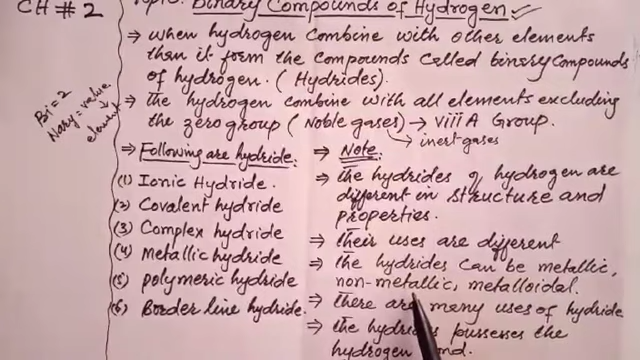 CH # 2
Topic: Binary Compounds of Hydrogen
⇒ when hydrogen combine with other elements
than it form the compounds called binary compounds
of hydrogen. (Hydrides).
Bi = 2
Nary = value
→ element
⇒ the hydrogen combine with all elements excluding
the zero group (Noble gases) → VIII A Group.
→ inert gases
⇒ Following are hydride:
(1) Ionic Hydride.
(2) Covalent hydride
(3) Complex hydride
(4) Metallic hydride
(5) polymeric hydride
(6) Border line hydride.
⇒ Note:
⇒ the hydrides of hydrogen are
different in structure and
properties.
⇒ their uses are different
⇒ the hydrides can be metallic,
non-metallic, metalloidal.
⇒ there are many uses of hydride
⇒ the hydrides pussesses the
hydrogen bond.